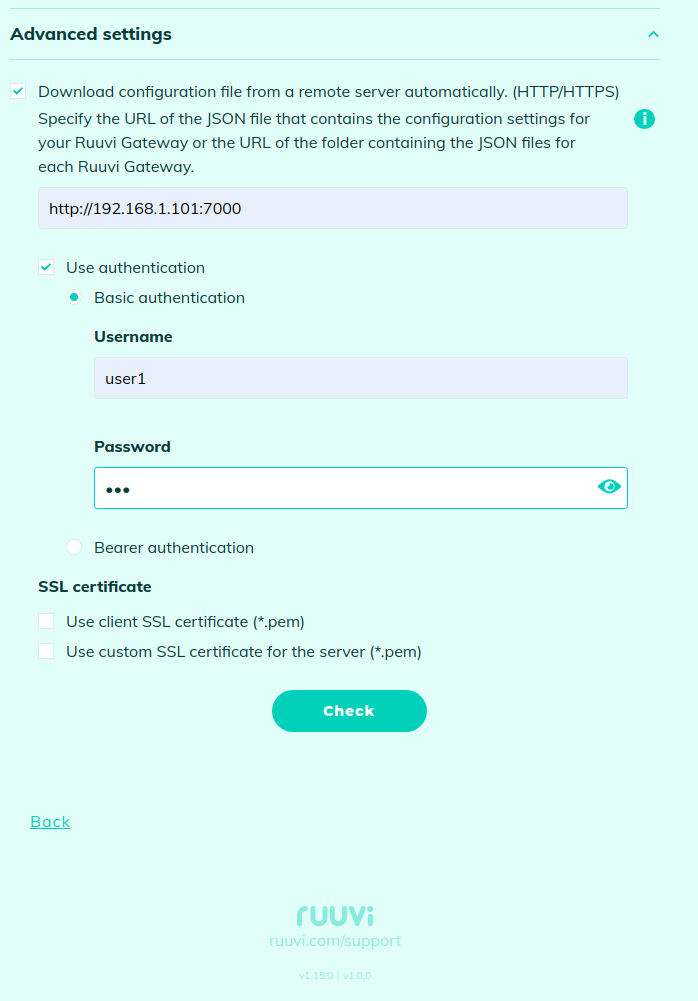 Advanced settings
Download configuration file from a remote server automatically. (HTTP/HTTPS)
Specify the URL of the JSON file that contains the configuration settings for
your Ruuvi Gateway or the URL of the folder containing the JSON files for
each Ruuvi Gateway.
http://192.168.1.101:7000
Use authentication
Basic authentication
Username
user1
Password
•••
Bearer authentication
SSL certificate
Use client SSL certificate (*.pem)
Use custom SSL certificate for the server (*.pem)
Check
Back
ruuvi
ruuvi.com/support
v1.15.0 | v1.0.0